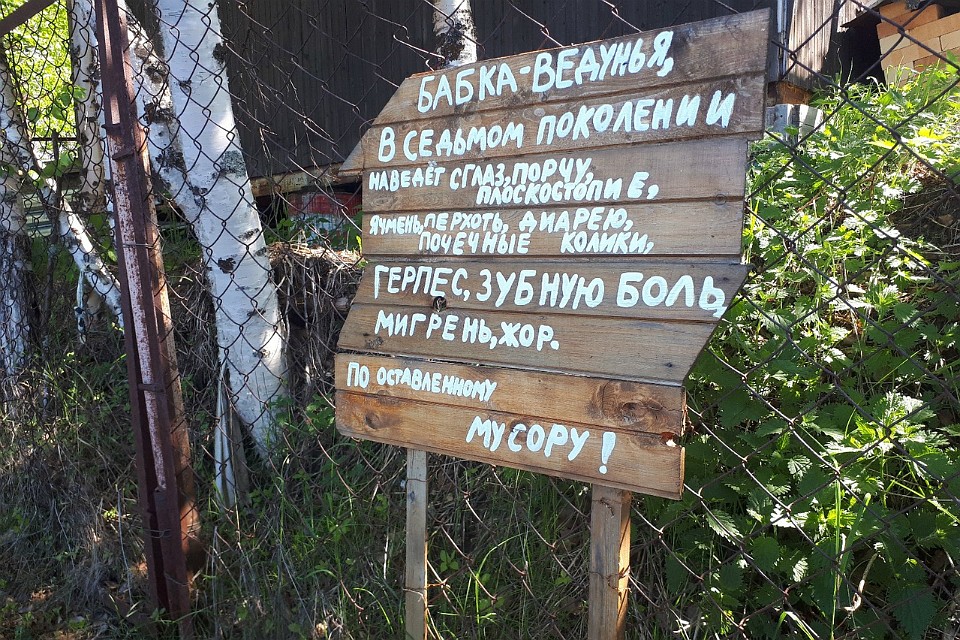 БАБКА-ВЕДУНЬЯ,
В СЕДЬМОМ ПОКОЛЕНИИ
НАВЕДЁТ СГЛАЗ, ПОРЧУ,
ПЛОСКОСТОПИЕ,
ЯЧМЕНЬ, ПЕРХОТЬ, ДИАРЕЮ,
ПОЧЕЧНЫЕ КОЛИКИ,
ГЕРПЕС, ЗУБНУЮ БОЛЬ,
МИГРЕНЬ, ЖОР.
ПО ОСТАВЛЕННОМУ
МУСОРУ!